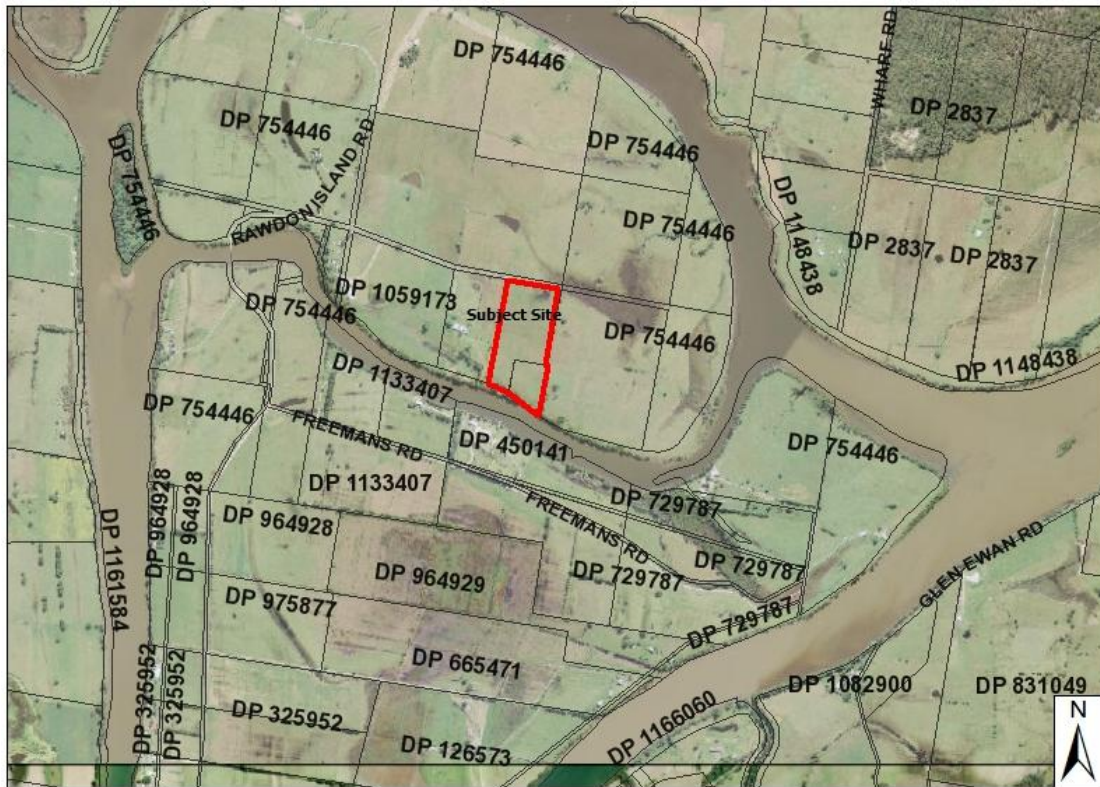 DP 754446
WHARF RD
DP 2837
DP 754446
RAWDON ISLAND RD
DP 754446
DP 754446
DP 1148438
DP 754446
DP 2837
DP 2837
DP 1059173
DP 754446
Subject Site
DP 754446
DP 1148438
DP 1133407
DP 754446
FREEMANS RD
DP 450141
DP 754446
DP 1133407
DP 729787
DP 964928
DP 964928
DP 964928
FREEMANS RD
DP 1161584
DP 964929
DP 729787
DP 729787
GLEN EWAN RD
DP 975877
DP 729787
DP 665471
DP 325952
DP 325952
DP 1082900
DP 831049
DP 325952
DP 1166060
DP 126573
N